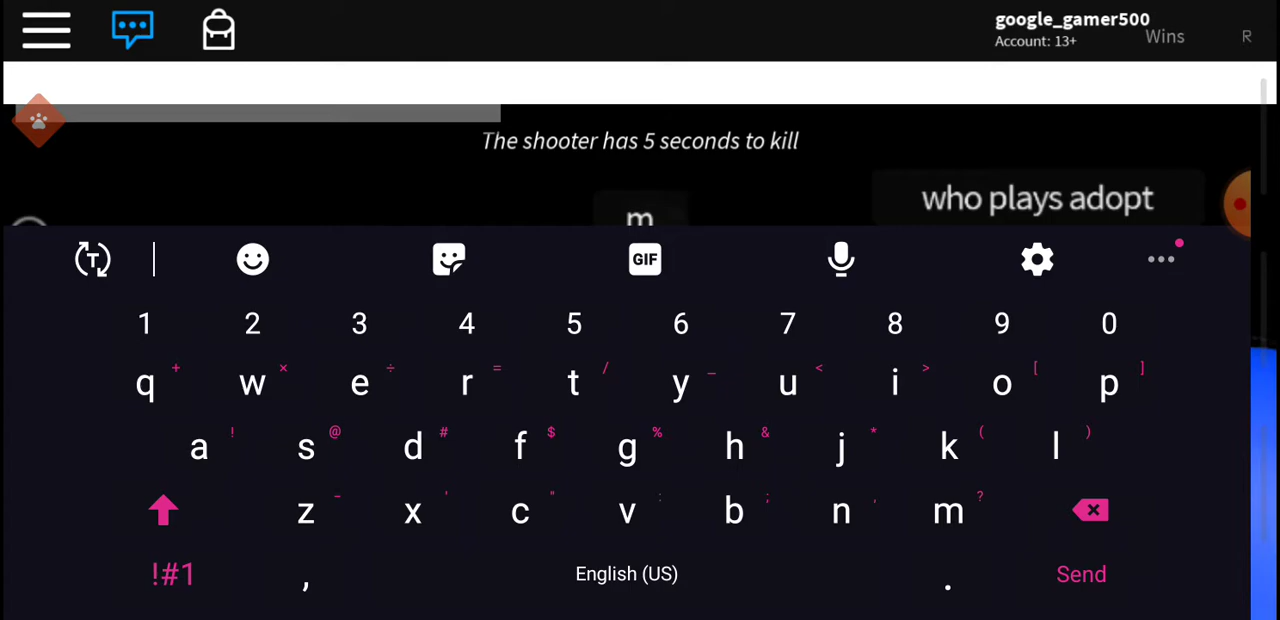 google_gamer500
Account: 13+
Wins
R
The shooter has 5 seconds to kill
who plays adopt
m
T
GIF
1 2 3 4 5 6 7 8 9 0
q + w × e ÷ r = t / y _ u < i > o [ p ]
a ! s @ d # f $ g % h & j * k ( l )
z - x ' c " v : b ; n , m ?
!#1 , English (US) . Send